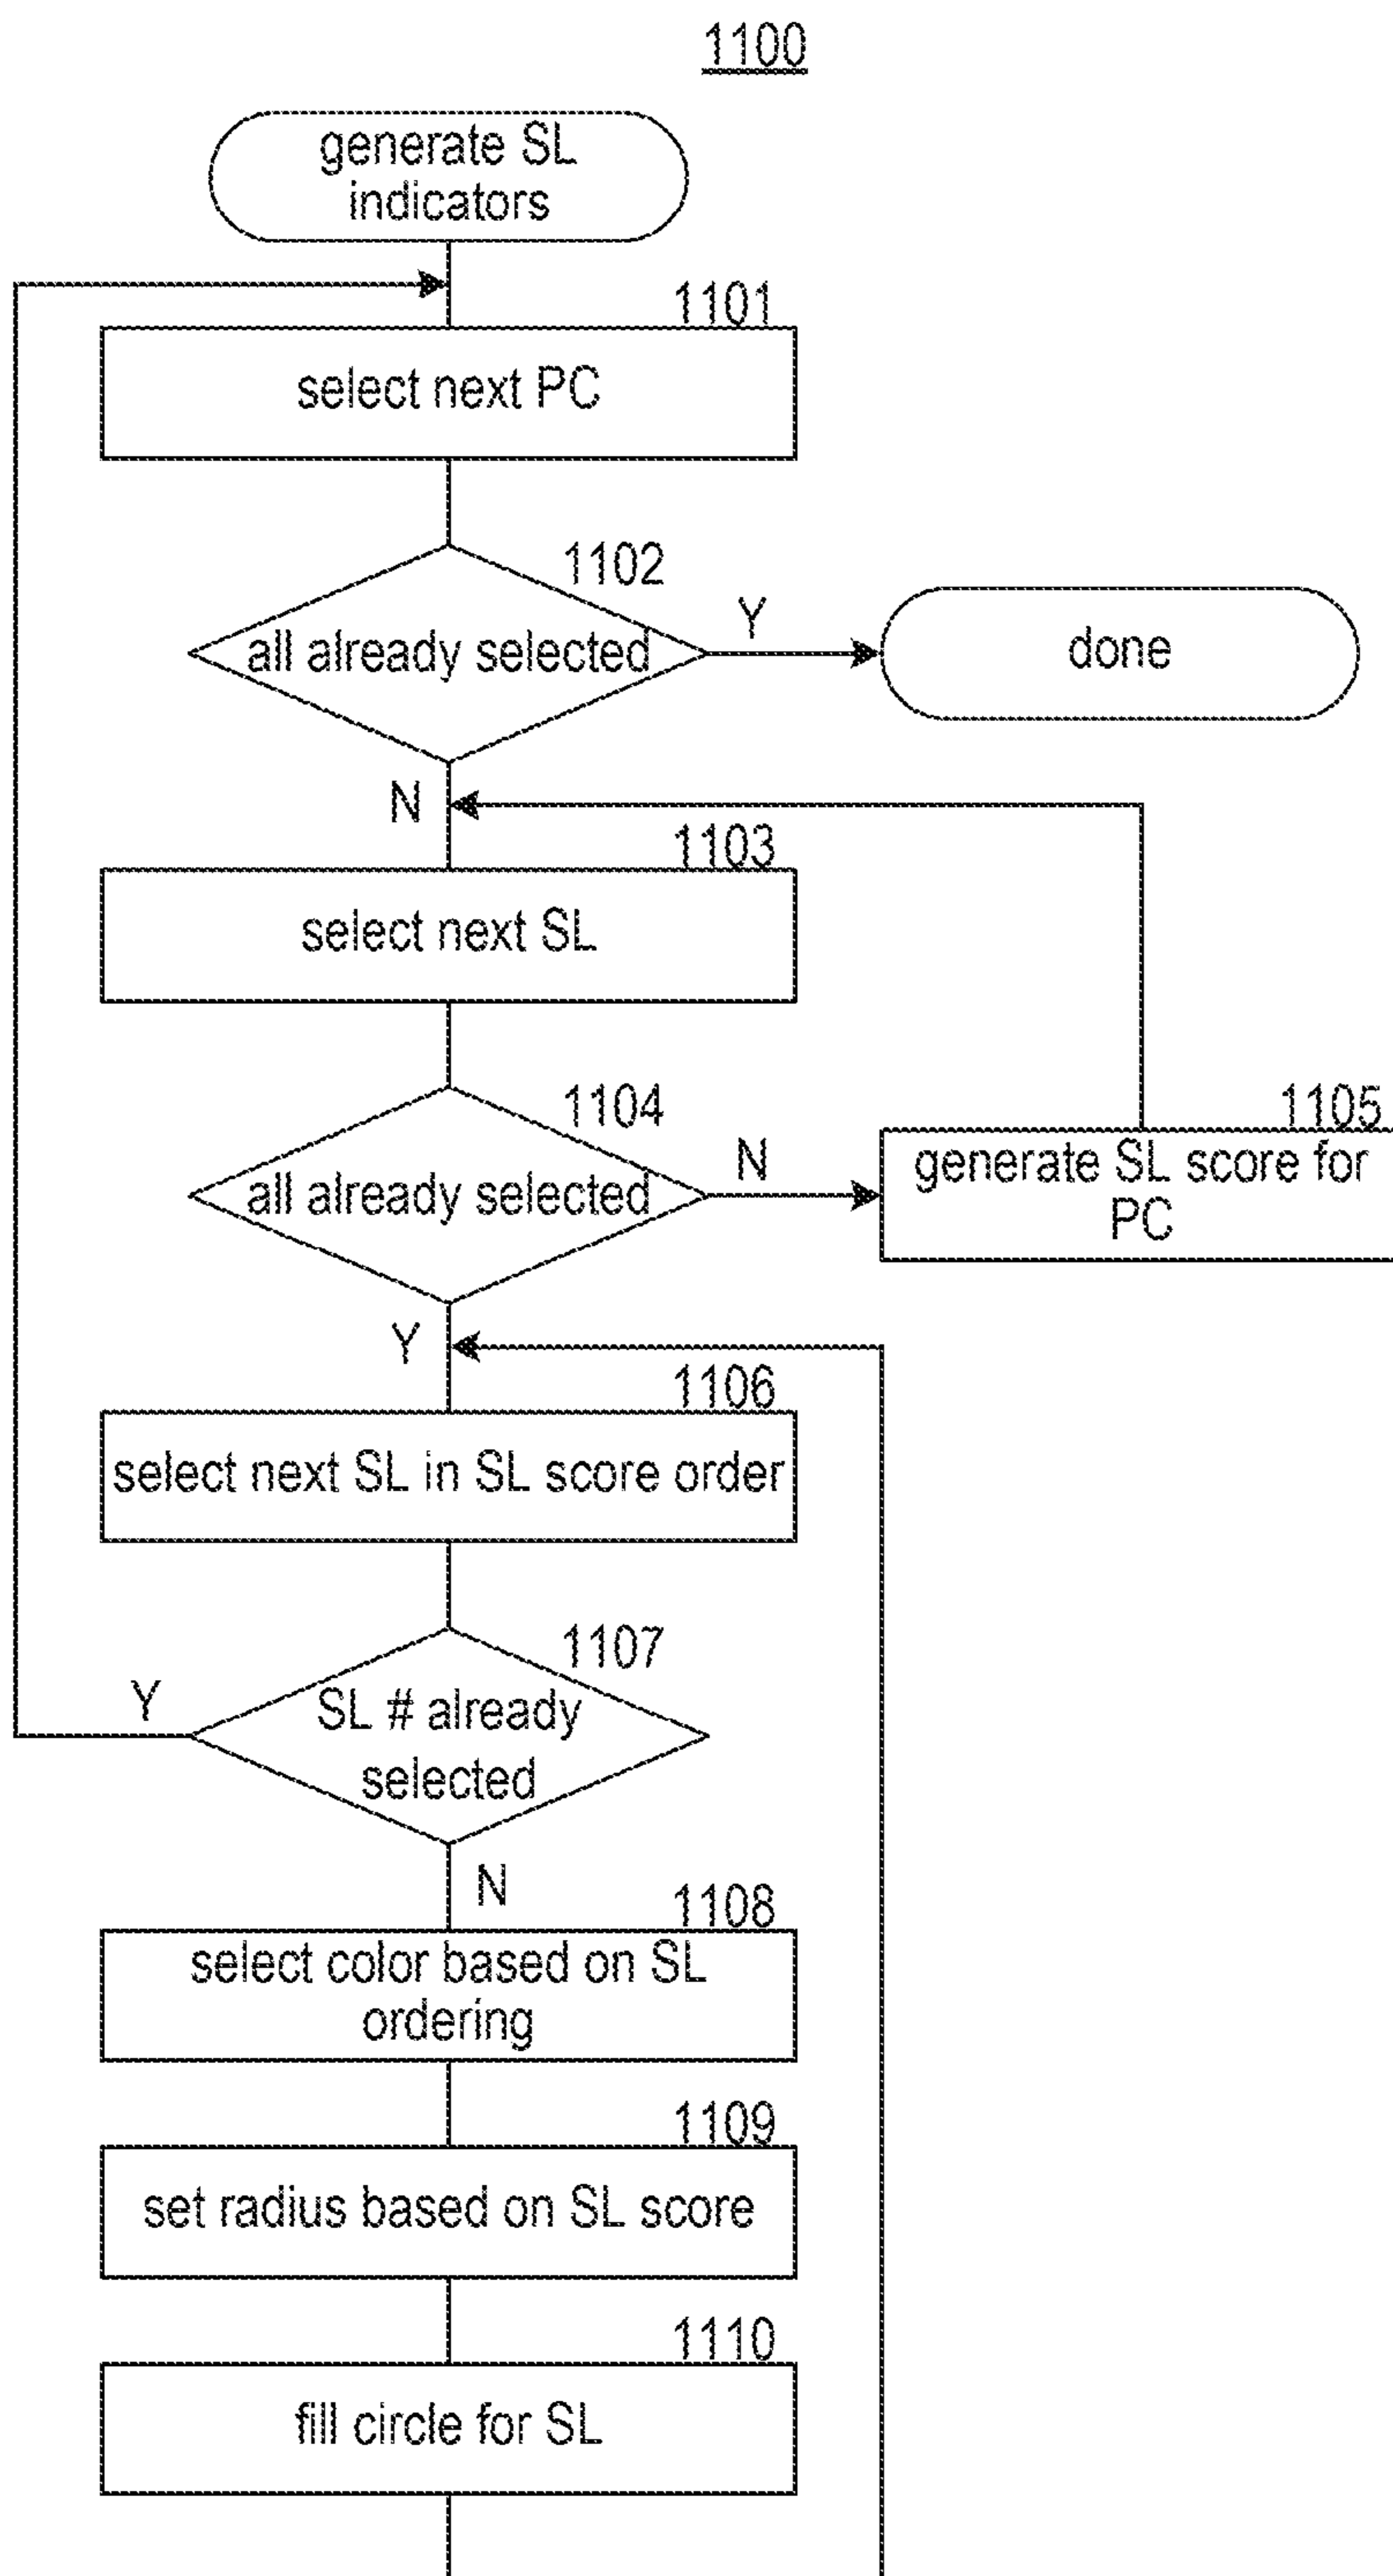 1100
generate SL
indicators
1101
select next PC
1102
all already selected
Y
done
N
1103
select next SL
1104
all already selected
N
1105
generate SL score for
PC
Y
1106
select next SL in SL score order
1107
Y
SL # already
selected
N
1108
select color based on SL
ordering
1109
set radius based on SL score
1110
fill circle for SL